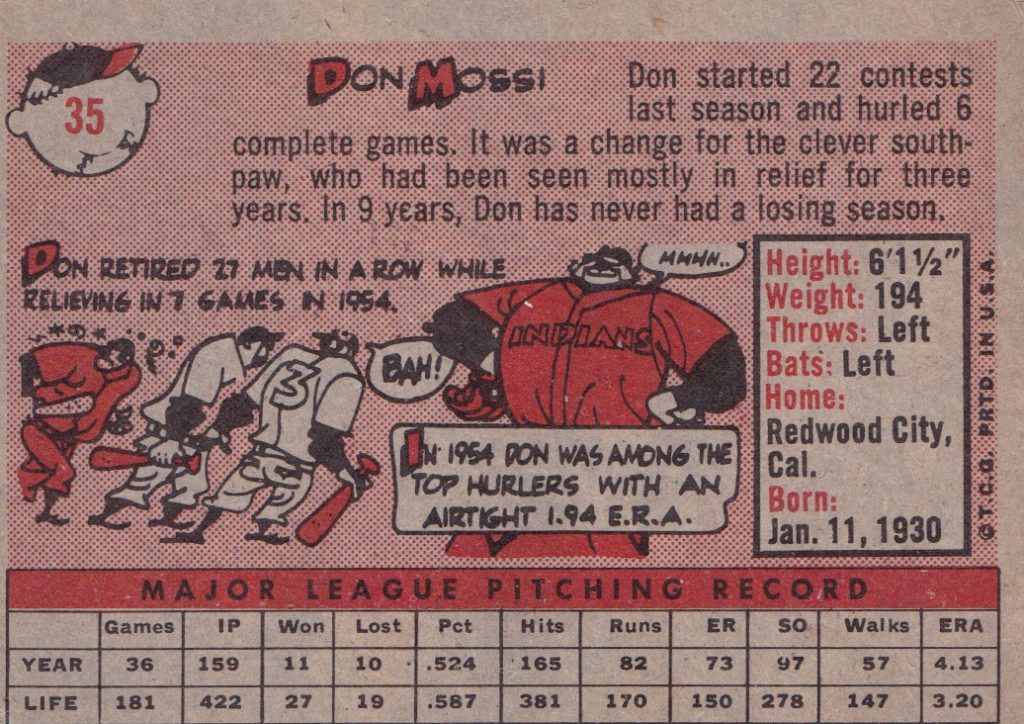 35
DON MOSSI
Don started 22 contests
last season and hurled 6
complete games. It was a change for the clever south-
paw, who had been seen mostly in relief for three
years. In 9 years, Don has never had a losing season.
DON RETIRED 27 MEN IN A ROW WHILE
RELIEVING IN 7 GAMES IN 1954.
MHHH..
BAH!
INDIANS
3
IN 1954 DON WAS AMONG THE
TOP HURLERS WITH AN
AIRTIGHT 1.94 E.R.A.
Height: 6'1½"
Weight: 194
Throws: Left
Bats: Left
Home:
Redwood City,
Cal.
Born:
Jan. 11, 1930
© T.C.G. PRTD. IN U.S.A.
MAJOR LEAGUE PITCHING RECORD
Games IP Won Lost Pct Hits Runs ER SO Walks ERA
YEAR 36 159 11 10 .524 165 82 73 97 57 4.13
LIFE 181 422 27 19 .587 381 170 150 278 147 3.20